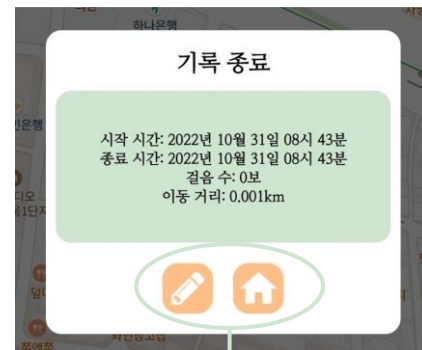 하나은행
기록 종료
시작 시간: 2022년 10월 31일 08시 43분
종료 시간: 2022년 10월 31일 08시 43분
걸음 수: 0보
이동 거리: 0.001km